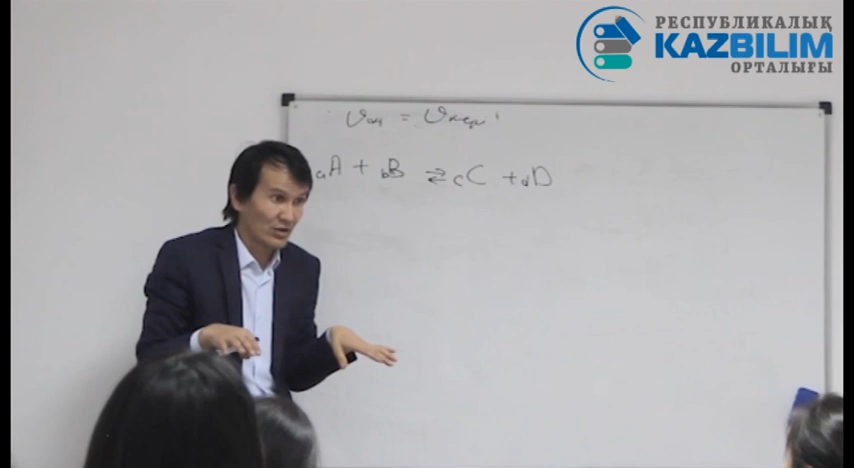 РЕСПУБЛИКАЛЫҚ
KAZBILIM
ОРТАЛЫҒЫ
aA + bB ⇌ cC + dD